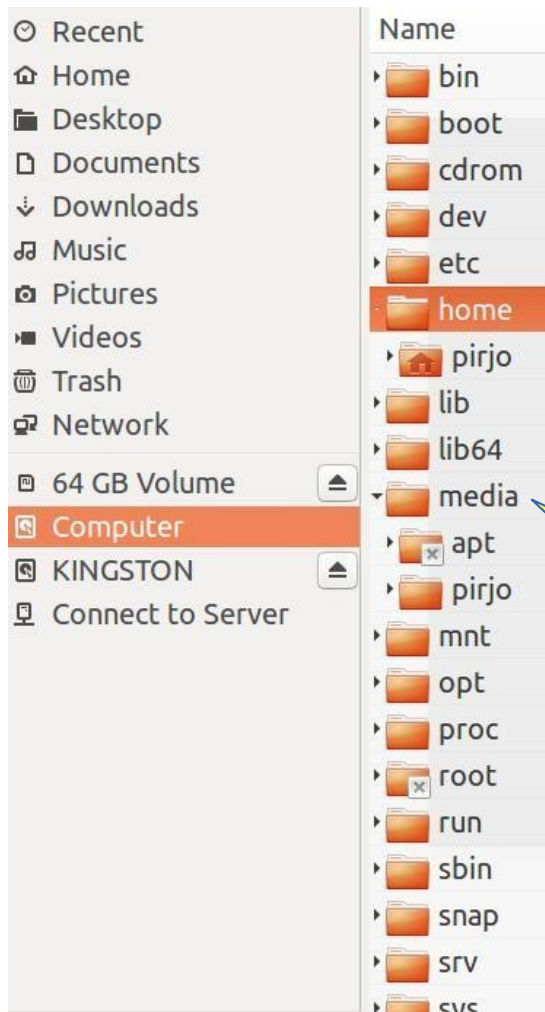 Recent
Home
Desktop
Documents
Downloads
Music
Pictures
Videos
Trash
Network
64 GB Volume
Computer
KINGSTON
Connect to Server
Name
bin
boot
cdrom
dev
etc
home
pirjo
lib
lib64
media
apt
pirjo
mnt
opt
proc
root
run
sbin
snap
srv
sys